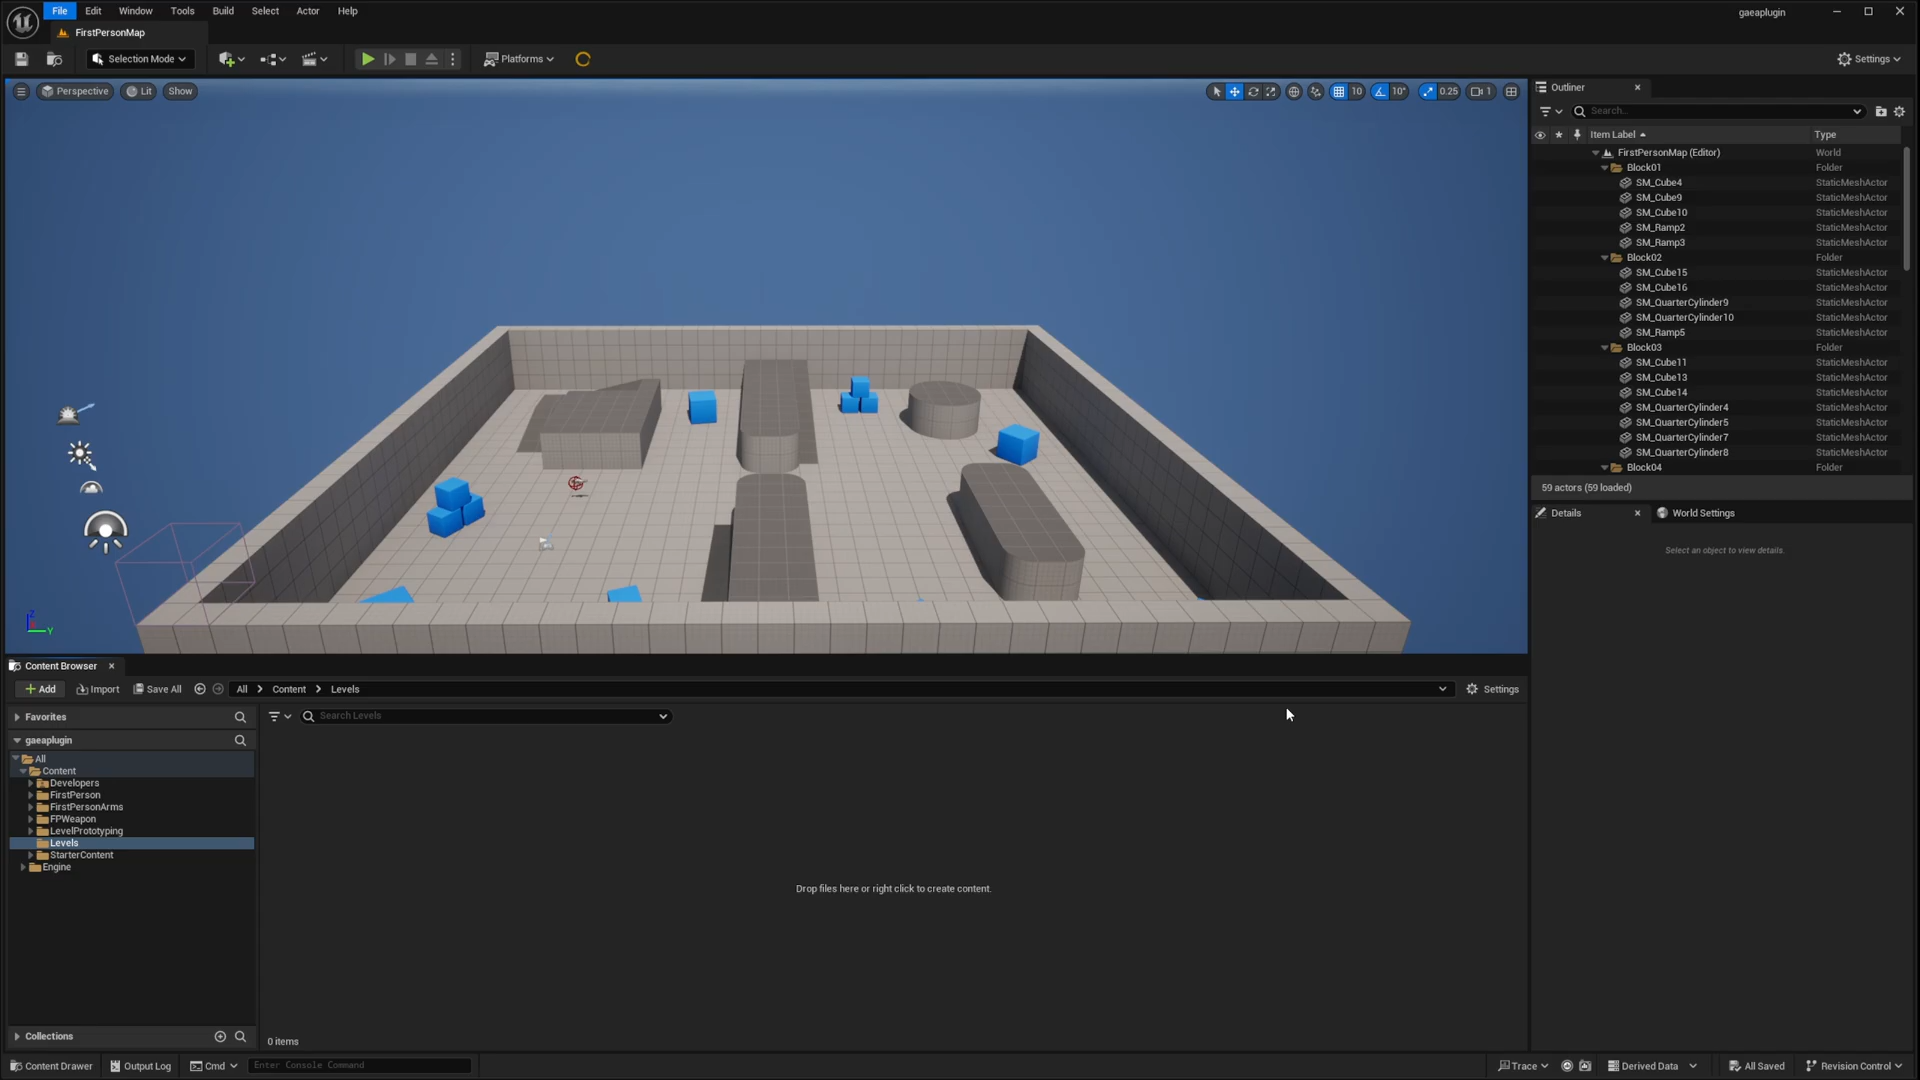 File Edit Window Tools Build Select Actor Help gaeaplugin
FirstPersonMap
Selection Mode Platforms Settings
Perspective Lit Show 10 10° 0.25 1
Outliner
Search...
Item Label Type
FirstPersonMap (Editor) World
Block01 Folder
SM_Cube4 StaticMeshActor
SM_Cube9 StaticMeshActor
SM_Cube10 StaticMeshActor
SM_Ramp2 StaticMeshActor
SM_Ramp3 StaticMeshActor
Block02 Folder
SM_Cube15 StaticMeshActor
SM_Cube16 StaticMeshActor
SM_QuarterCylinder9 StaticMeshActor
SM_QuarterCylinder10 StaticMeshActor
SM_Ramp5 StaticMeshActor
Block03 Folder
SM_Cube11 StaticMeshActor
SM_Cube13 StaticMeshActor
SM_Cube14 StaticMeshActor
SM_QuarterCylinder4 StaticMeshActor
SM_QuarterCylinder5 StaticMeshActor
SM_QuarterCylinder7 StaticMeshActor
SM_QuarterCylinder8 StaticMeshActor
Block04 Folder
59 actors (59 loaded)
Details World Settings
Select an object to view details.
Z
Y
Content Browser
Add Import Save All All Content Levels Settings
Favorites
Search Levels
gaeaplugin
All
Content
Developers
FirstPerson
FirstPersonArms
FPWeapon
LevelPrototyping
Levels
StarterContent
Engine
Drop files here or right click to create content.
Collections
0 items
Content Drawer Output Log Cmd Enter Console Command Trace Derived Data All Saved Revision Control